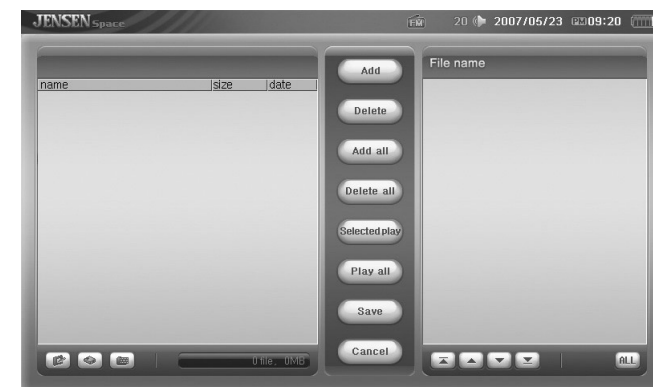 JENSEN Space FM 20 2007/05/23 PM 09:20
name size date
Add
Delete
Add all
Delete all
Selected play
Play all
Save
Cancel
File name
0 file, 0MB
ALL